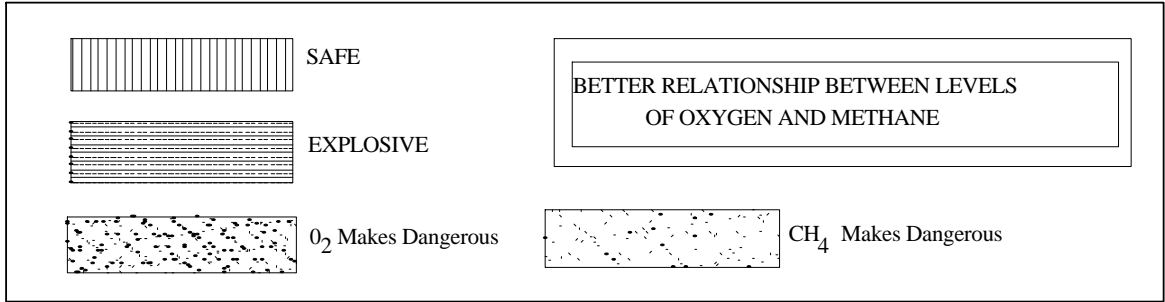 SAFE
BETTER RELATIONSHIP BETWEEN LEVELS
OF OXYGEN AND METHANE
EXPLOSIVE
0₂ Makes Dangerous
CH₄ Makes Dangerous